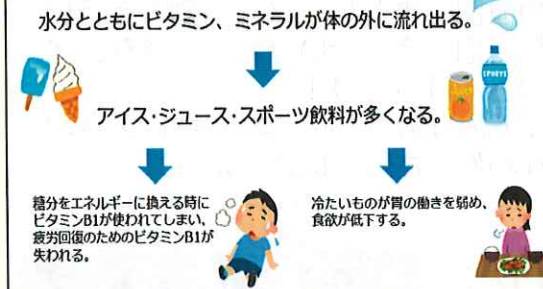 水分とともにビタミン、ミネラルが体の外に流れ出る。
アイス・ジュース・スポーツ飲料が多くなる。
糖分をエネルギーに換える時に
ビタミンB1が使われてしまい、
疲労回復のためのビタミンB1が
失われる。
冷たいものが胃の働きを弱め、
食欲が低下する。